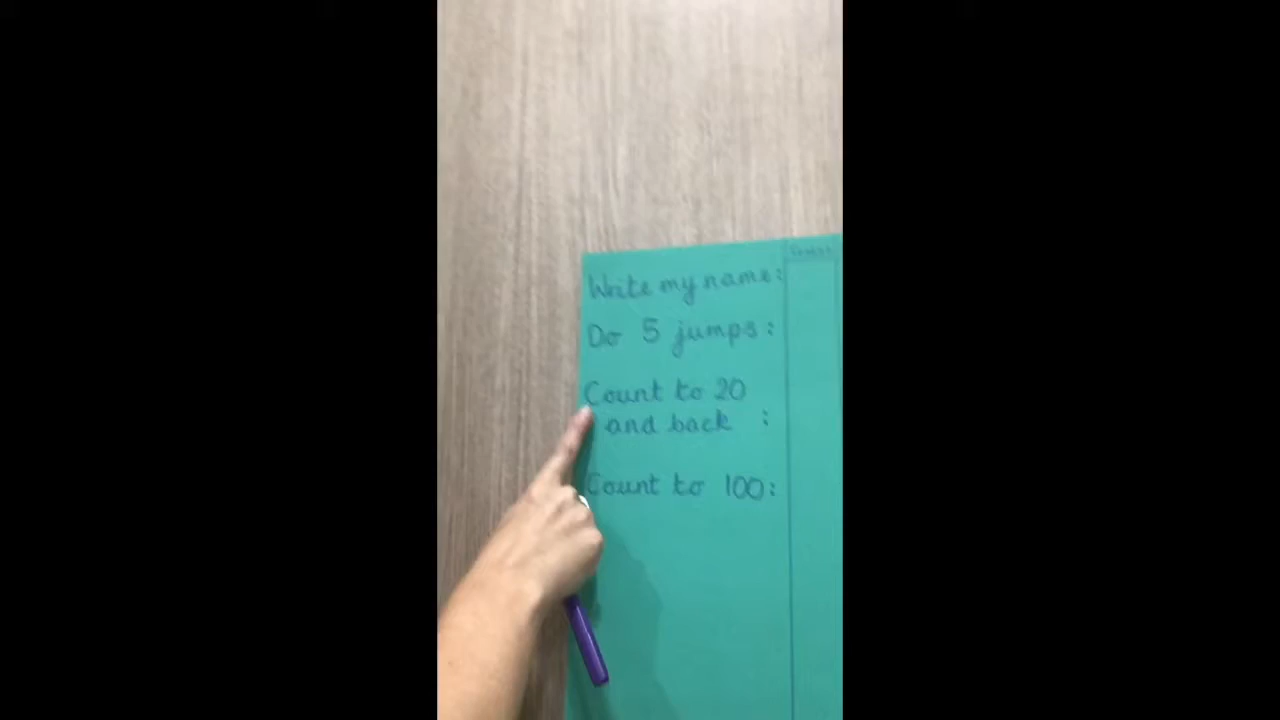 Write my name:
Do 5 jumps:
Count to 20
and back :
Count to 100: